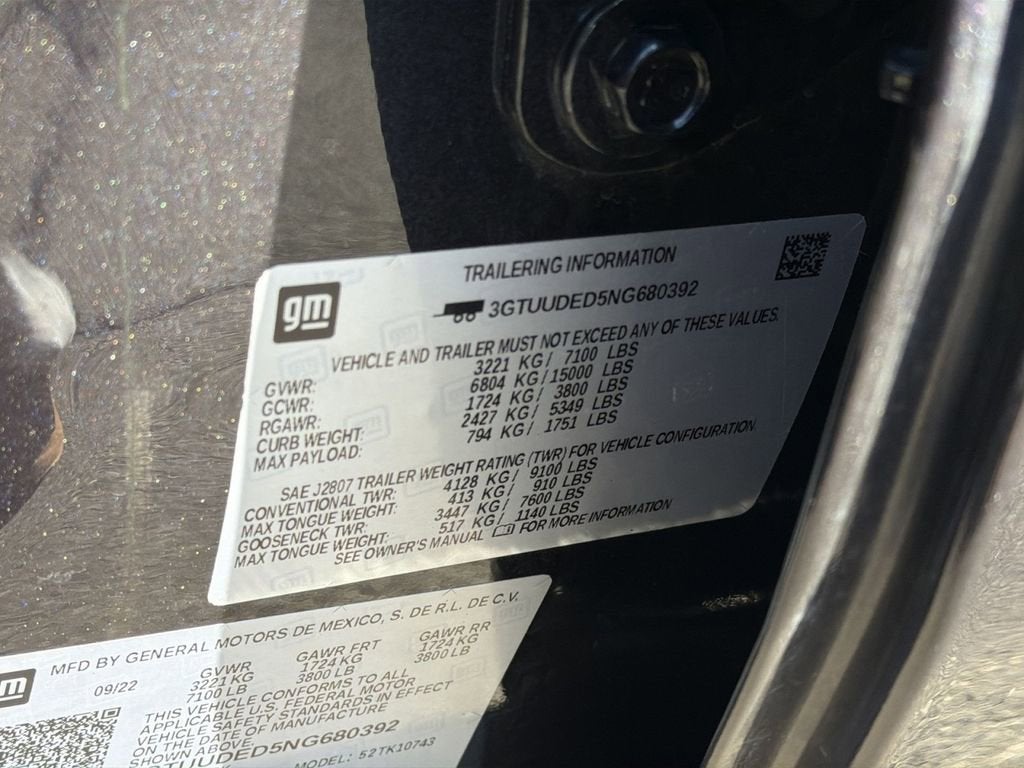 TRAILERING INFORMATION
gm
3GTUUDED5NG680392
VEHICLE AND TRAILER MUST NOT EXCEED ANY OF THESE VALUES.
GVWR: 3221 KG/ 7100 LBS
GCWR: 6804 KG/15000 LBS
RGAWR: 1724 KG/ 3800 LBS
CURB WEIGHT: 2427 KG/ 5349 LBS
MAX PAYLOAD: 794 KG/ 1751 LBS
SAE J2807 TRAILER WEIGHT RATING (TWR) FOR VEHICLE CONFIGURATION.
CONVENTIONAL TWR: 4128 KG/ 9100 LBS
MAX TONGUE WEIGHT: 413 KG/ 910 LBS
GOOSENECK TWR: 3447 KG/ 7600 LBS
MAX TONGUE WEIGHT: 517 KG/ 1140 LBS
SEE OWNER'S MANUAL FOR MORE INFORMATION
MFD BY GENERAL MOTORS DE MEXICO, S. DE R.L. DE C.V.
09/22 GVWR GAWR FRT GAWR RR
3221 KG 1724 KG 1724 KG
7100 LB 3800 LB 3800 LB
THIS VEHICLE CONFORMS TO ALL
APPLICABLE U.S. FEDERAL MOTOR
VEHICLE SAFETY STANDARDS IN EFFECT
ON THE DATE OF MANUFACTURE
SHOWN ABOVE.
GTUUDED5NG680392
MODEL: 52TK10743